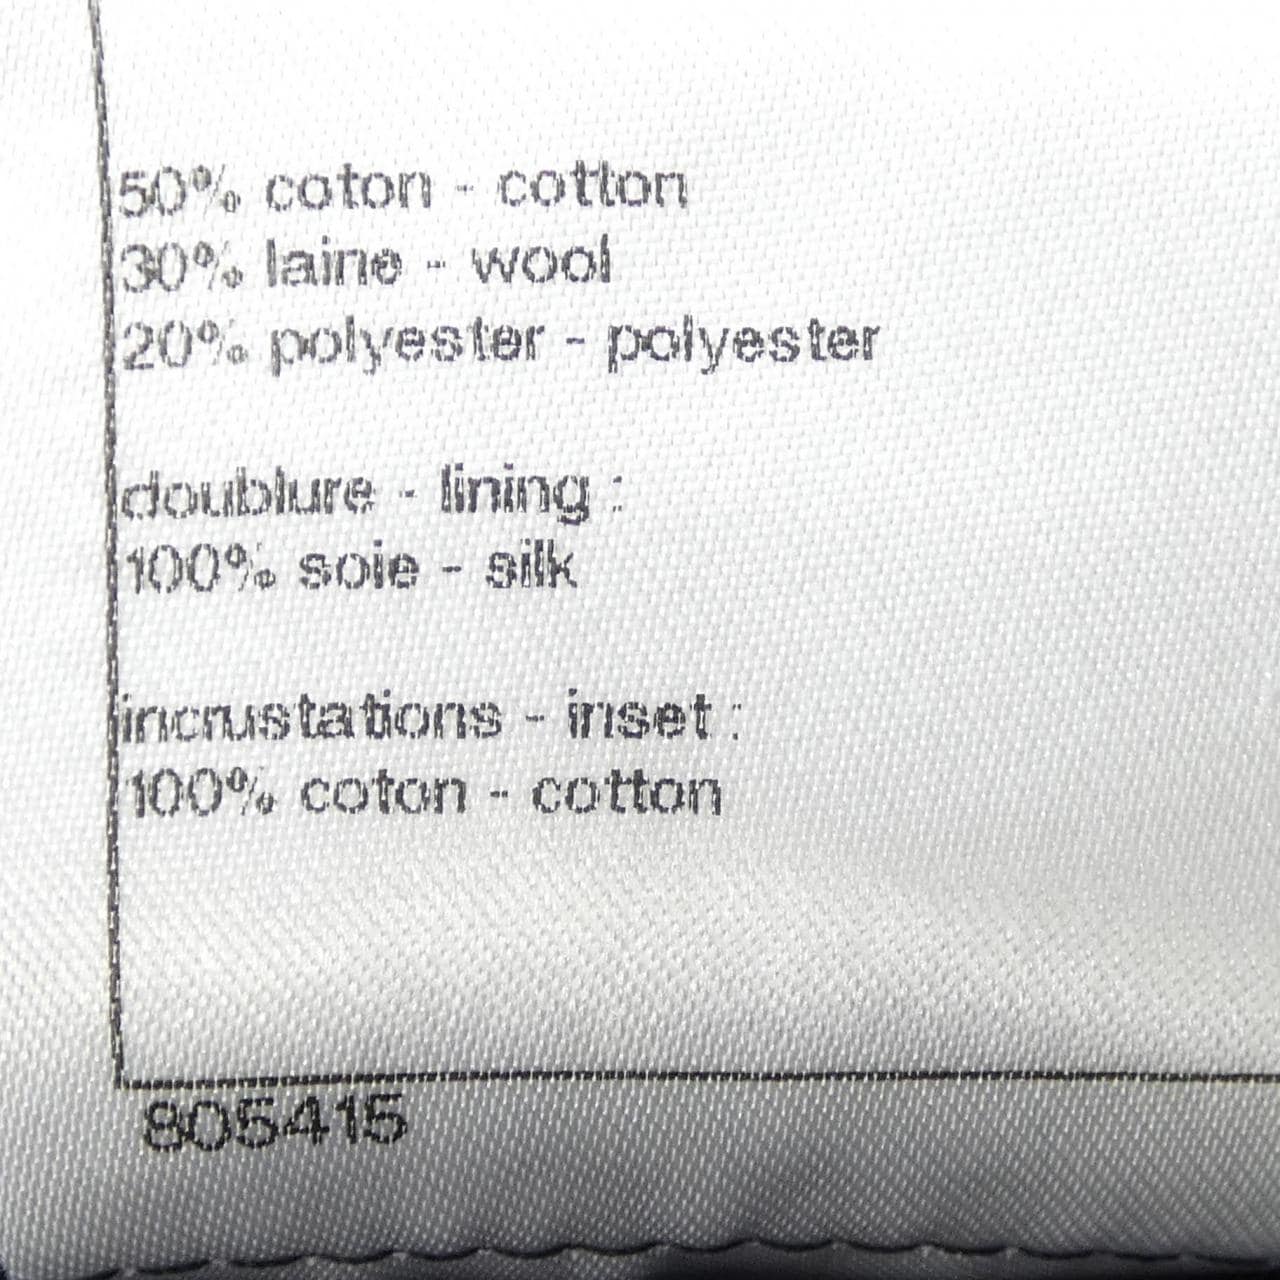 50% coton - cotton
30% laine - wool
20% polyester - polyester
doublure - lining :
100% soie - silk
incrustations - inset :
100% coton - cotton
805415